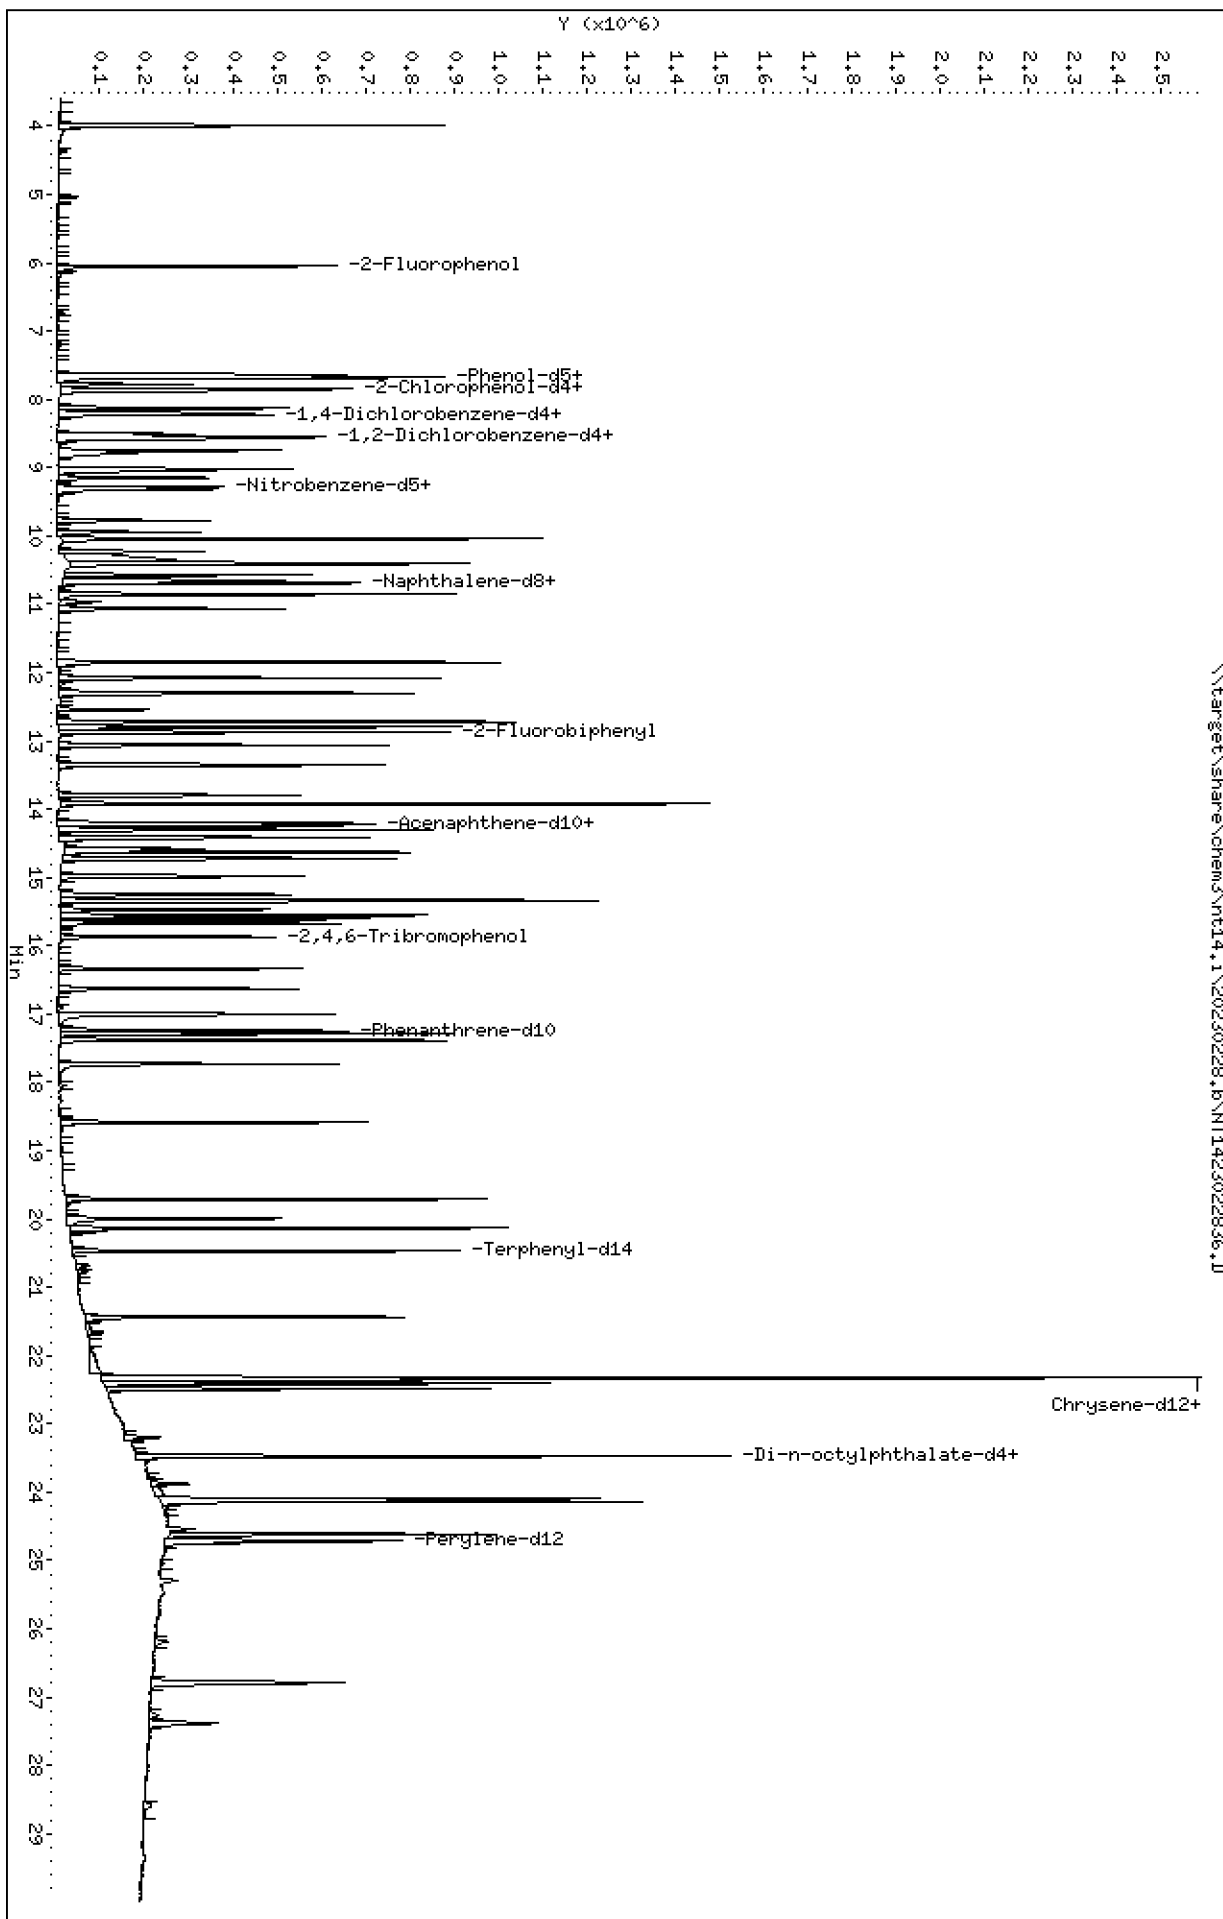 \\target\share\chem3\nt14.i\20230228.b\NT1423022836.D
Y (x10^6)
0.1
0.2
0.3
0.4
0.5
0.6
0.7
0.8
0.9
1.0
1.1
1.2
1.3
1.4
1.5
1.6
1.7
1.8
1.9
2.0
2.1
2.2
2.3
2.4
2.5
-2-Fluorophenol
-Phenol-d5+
-2-Chlorophenol-d4+
-1,4-Dichlorobenzene-d4+
-1,2-Dichlorobenzene-d4+
-Nitrobenzene-d5+
-Naphthalene-d8+
-2-Fluorobiphenyl
-Acenaphthene-d10+
-2,4,6-Tribromophenol
-Phenanthrene-d10
-Terphenyl-d14
Chrysene-d12+
-Di-n-octylphthalate-d4+
-Perylene-d12
4
5
6
7
8
9
10
11
12
13
14
15
16
17
18
19
20
21
22
23
24
25
26
27
28
29
Min